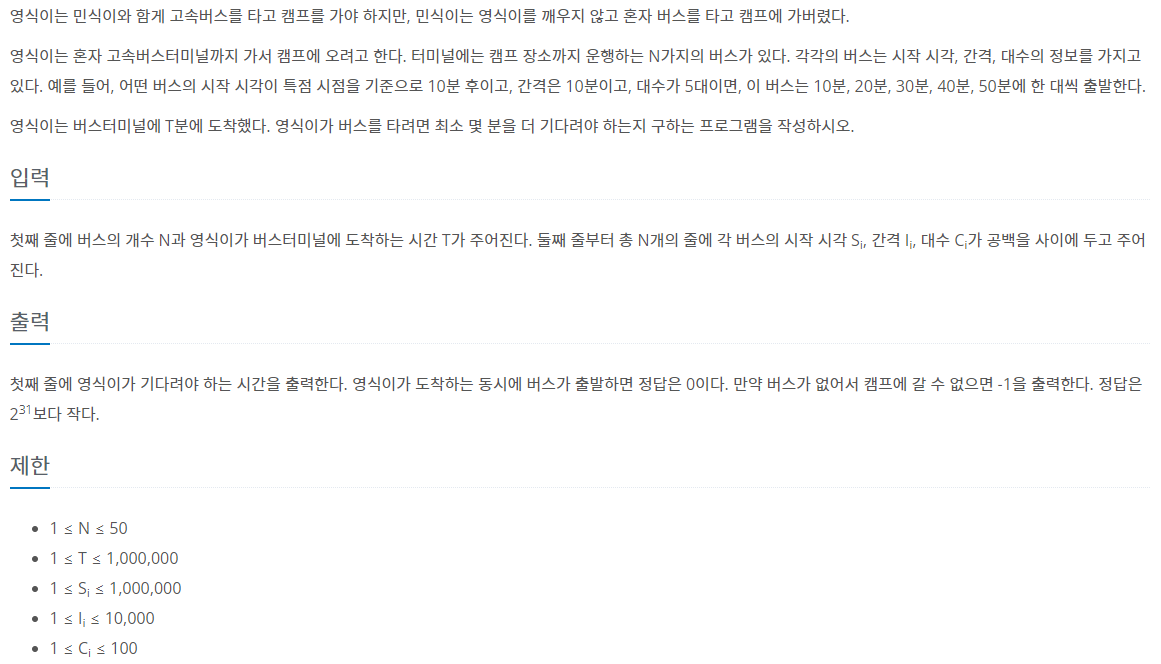 영식이는 민식이와 함게 고속버스를 타고 캠프를 가야 하지만, 민식이는 영식이를 깨우지 않고 혼자 버스를 타고 캠프에 가버렸다.
영식이는 혼자 고속버스터미널까지 가서 캠프에 오려고 한다. 터미널에는 캠프 장소까지 운행하는 N가지의 버스가 있다. 각각의 버스는 시작 시각, 간격, 대수의 정보를 가지고
있다. 예를 들어, 어떤 버스의 시작 시각이 특점 시점을 기준으로 10분 후이고, 간격은 10분이고, 대수가 5대이면, 이 버스는 10분, 20분, 30분, 40분, 50분에 한 대씩 출발한다.
영식이는 버스터미널에 T분에 도착했다. 영식이가 버스를 타려면 최소 몇 분을 더 기다려야 하는지 구하는 프로그램을 작성하시오.
입력
첫째 줄에 버스의 개수 N과 영식이가 버스터미널에 도착하는 시간 T가 주어진다. 둘째 줄부터 총 N개의 줄에 각 버스의 시작 시각 Sᵢ, 간격 Iᵢ, 대수 Cᵢ가 공백을 사이에 두고 주어
진다.
출력
첫째 줄에 영식이가 기다려야 하는 시간을 출력한다. 영식이가 도착하는 동시에 버스가 출발하면 정답은 0이다. 만약 버스가 없어서 캠프에 갈 수 없으면 -1을 출력한다. 정답은
2³¹보다 작다.
제한
• 1 ≤ N ≤ 50
• 1 ≤ T ≤ 1,000,000
• 1 ≤ Sᵢ ≤ 1,000,000
• 1 ≤ Iᵢ ≤ 10,000
• 1 ≤ Cᵢ ≤ 100